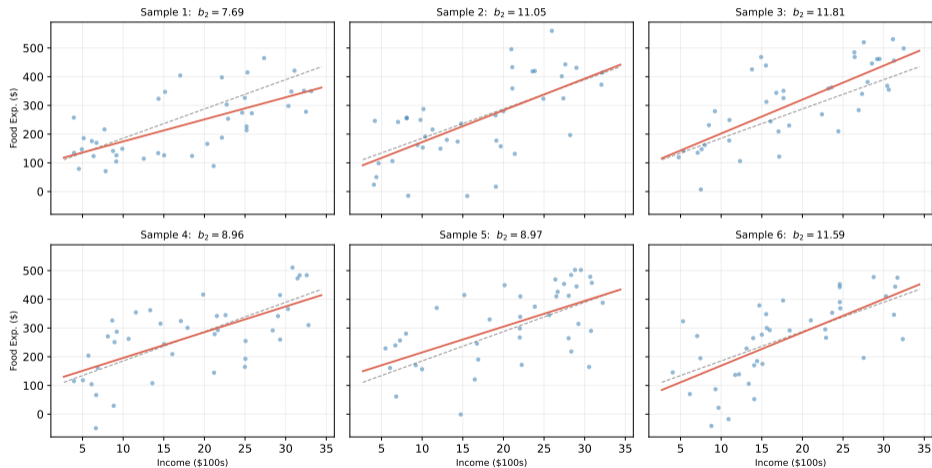 Sample 1: b₂ = 7.69
Sample 2: b₂ = 11.05
Sample 3: b₂ = 11.81
Food Exp. ($)
500
400
300
200
100
0
Sample 4: b₂ = 8.96
Sample 5: b₂ = 8.97
Sample 6: b₂ = 11.59
Food Exp. ($)
500
400
300
200
100
0
5 10 15 20 25 30 35
5 10 15 20 25 30 35
5 10 15 20 25 30 35
Income ($100s)
Income ($100s)
Income ($100s)